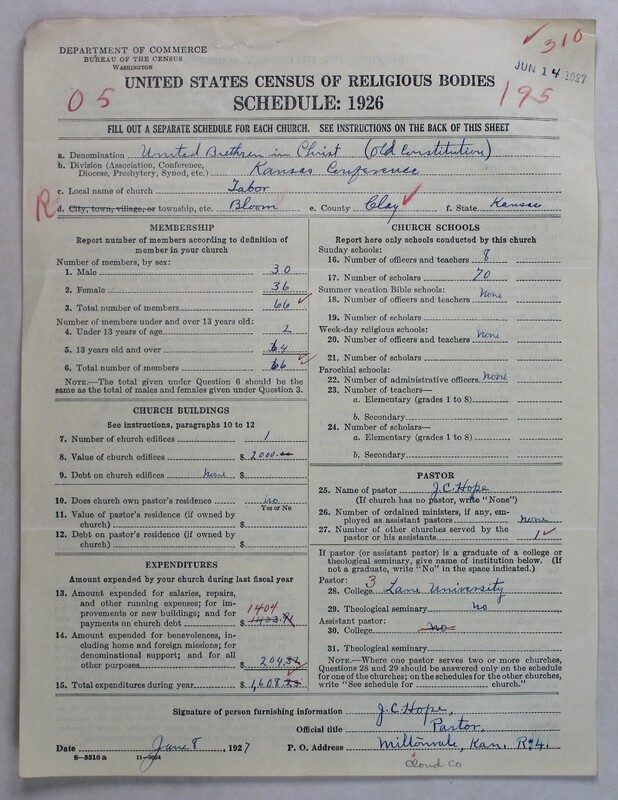 DEPARTMENT OF COMMERCE
BUREAU OF THE CENSUS
WASHINGTON
✓310
JUN 14 1927
05
195
UNITED STATES CENSUS OF RELIGIOUS BODIES
SCHEDULE: 1926
FILL OUT A SEPARATE SCHEDULE FOR EACH CHURCH. SEE INSTRUCTIONS ON THE BACK OF THIS SHEET
a. Denomination United Brethren in Christ (Old Constitution)
b. Division (Association, Conference, Diocese, Presbytery, Synod, etc.) Kansas Conference
c. Local name of church Tabor
R
d. City, town, village, or township, etc. Bloom e. County Clay ✓ f. State Kansas
MEMBERSHIP
Report number of members according to definition of
member in your church
Number of members, by sex:
1. Male 30
2. Female 36
3. Total number of members 66 ✓
Number of members under and over 13 years old:
4. Under 13 years of age 2
5. 13 years old and over 64
6. Total number of members 66 ✓
NOTE.—The total given under Question 6 should be
same as the total of males and females given under Question 3.
CHURCH BUILDINGS
See instructions, paragraphs 10 to 12
7. Number of church edifices 1
8. Value of church edifices $ 2000.00
9. Debt on church edifices none $
10. Does church own pastor's residence no
Yes or No
11. Value of pastor's residence (if owned by
church) $
12. Debt on pastor's residence (if owned by
church) $
EXPENDITURES
Amount expended by your church during last fiscal year
13. Amount expended for salaries, repairs,
and other running expenses; for im-
provements or new buildings; and for
payments on church debt $ 1404
14. Amount expended for benevolences, in-
cluding home and foreign missions; for
denominational support; and for all
other purposes $ 204.32
15. Total expenditures during year $ 1,608.23
CHURCH SCHOOLS
Report here only schools conducted by this church
Sunday schools:
16. Number of officers and teachers 8
17. Number of scholars 70
Summer vacation Bible schools:
18. Number of officers and teachers None
19. Number of scholars
Week-day religious schools:
20. Number of officers and teachers none
21. Number of scholars
Parochial schools:
22. Number of administrative officers none
23. Number of teachers—
a. Elementary (grades 1 to 8)
b. Secondary
24. Number of scholars—
a. Elementary (grades 1 to 8)
b. Secondary
PASTOR
25. Name of pastor J.C. Hope
(If church has no pastor, write "None")
26. Number of ordained ministers, if any, em-
ployed as assistant pastors none
27. Number of other churches served by the
pastor or his assistants 1 ✓
If pastor (or assistant pastor) is a graduate of a college or
theological seminary, give name of institution below. (If
not a graduate, write "No" in the space indicated.)
Pastor: 3
28. College Lane University
29. Theological seminary no
Assistant pastor:
30. College no
31. Theological seminary
NOTE.—Where one pastor serves two or more churches,
Questions 28 and 29 should be answered only on the schedule
for one of the churches; on the schedules for the other churches,
write "See schedule for church."
Signature of person furnishing information J.C. Hope,
Official title Pastor,
Date June 8, 1927 P. O. Address Miltonvale, Kan. R#4.
8-5518a 11-9064
Cloud Co